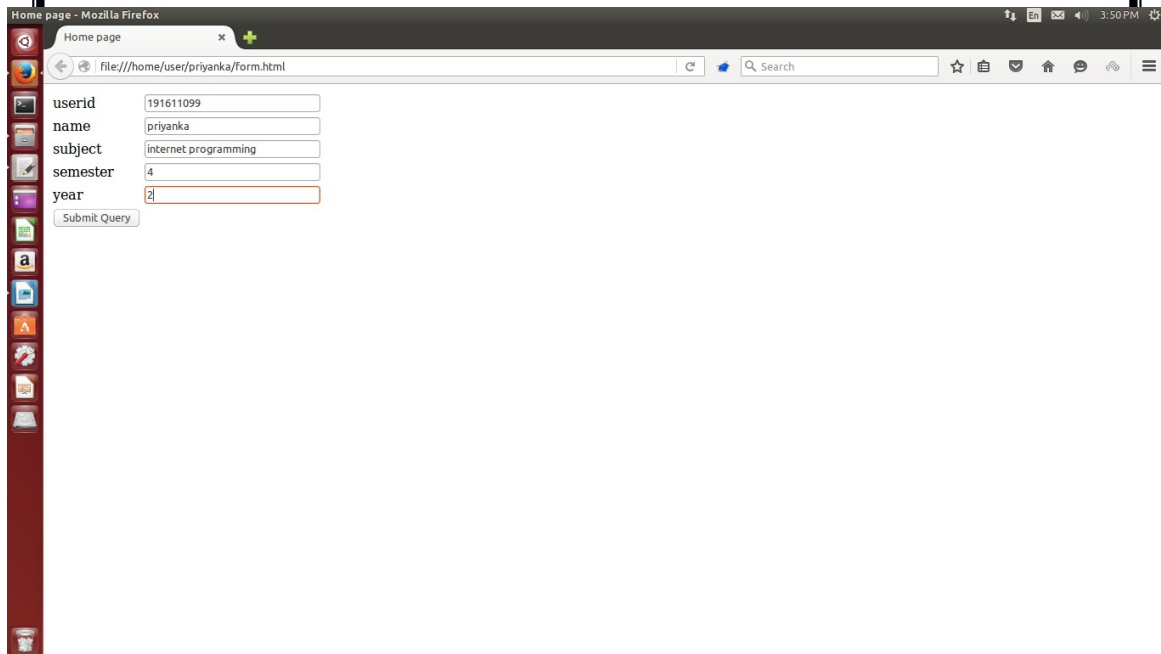 Home page - Mozilla Firefox En 3:50 PM
Home page
file:///home/user/priyanka/form.html Search
userid 191611099
name priyanka
subject internet programming
semester 4
year 2
Submit Query
a